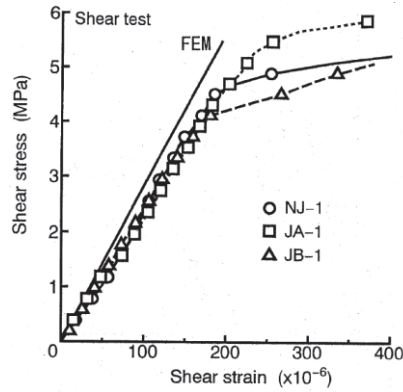 6
Shear test
FEM
5
4
3
2
1
0
Shear stress (MPa)
NJ-1
JA-1
JB-1
0 100 200 300 400
Shear strain (x10-6)